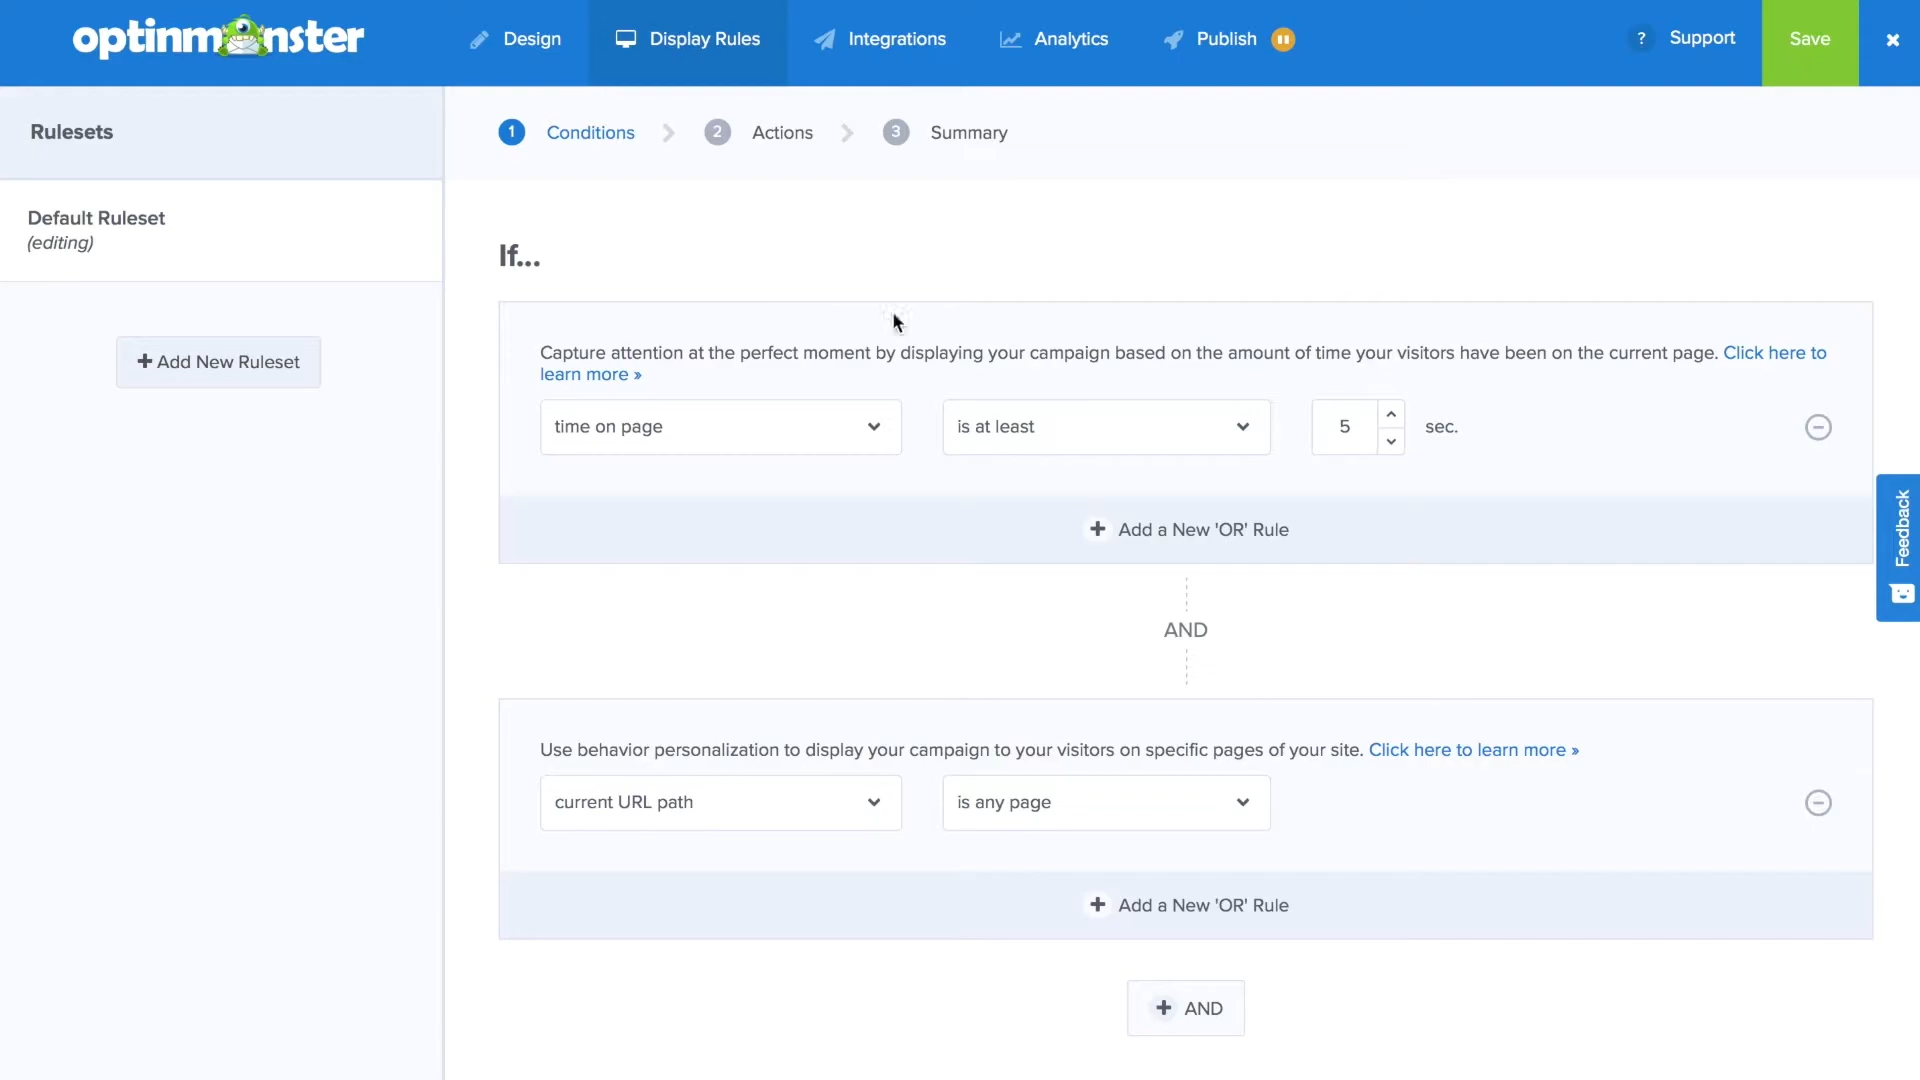 optinmonster
Design
Display Rules
Integrations
Analytics
Publish
? Support
Save
Rulesets
1 Conditions
2 Actions
3 Summary
Default Ruleset
(editing)
+ Add New Ruleset
If...
Capture attention at the perfect moment by displaying your campaign based on the amount of time your visitors have been on the current page. Click here to
learn more »
time on page
is at least
5
sec.
+ Add a New 'OR' Rule
Feedback
AND
Use behavior personalization to display your campaign to your visitors on specific pages of your site. Click here to learn more »
current URL path
is any page
+ Add a New 'OR' Rule
+ AND